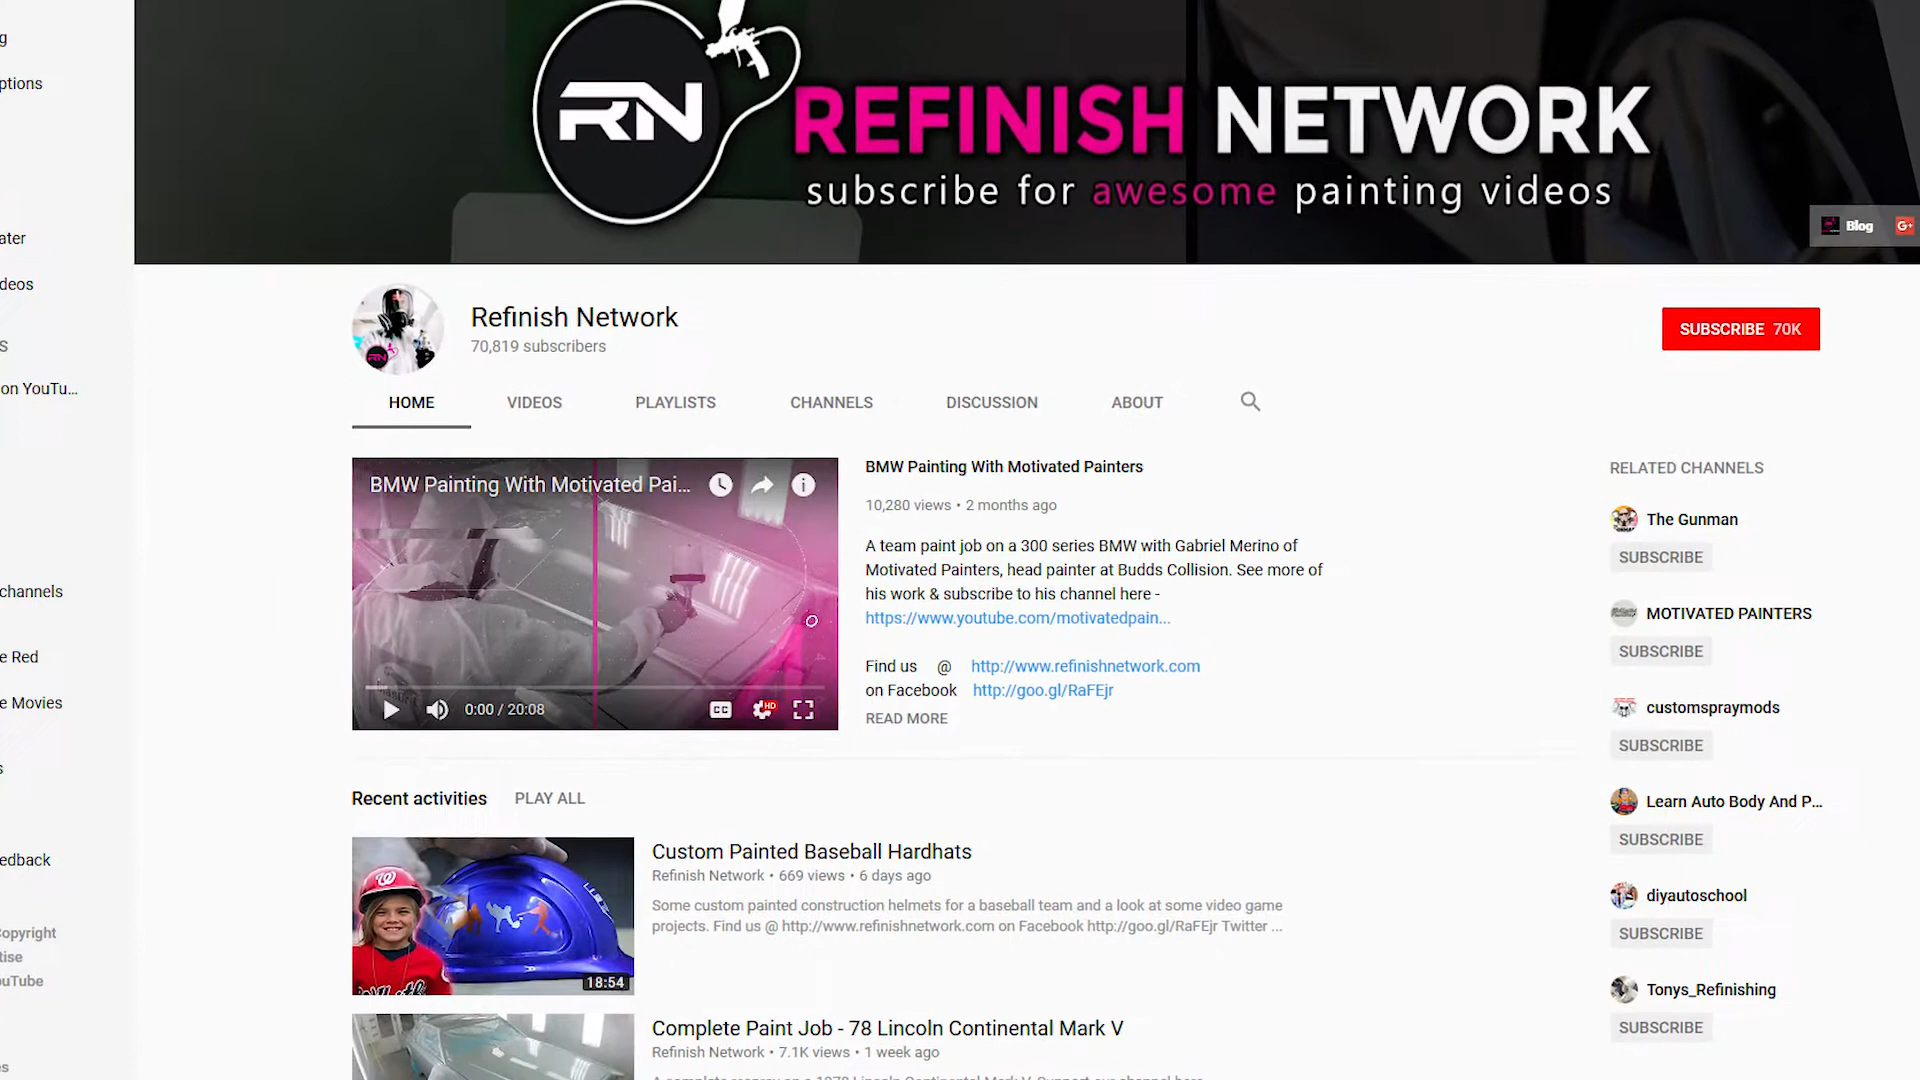 g
ptions
ater
deos
S
on YouTu...
channels
e Red
e Movies
s
edback
Copyright
tise
ouTube
es
RN
REFINISH NETWORK
subscribe for awesome painting videos
Blog
G+
Refinish Network
70,819 subscribers
SUBSCRIBE 70K
HOME
VIDEOS
PLAYLISTS
CHANNELS
DISCUSSION
ABOUT
BMW Painting With Motivated Pai...
0:00 / 20:08
CC
HD
BMW Painting With Motivated Painters
10,280 views • 2 months ago
A team paint job on a 300 series BMW with Gabriel Merino of
Motivated Painters, head painter at Budds Collision. See more of
his work & subscribe to his channel here -
https://www.youtube.com/motivatedpain...
Find us @ http://www.refinishnetwork.com
on Facebook http://goo.gl/RaFEjr
READ MORE
Recent activities PLAY ALL
18:54
Custom Painted Baseball Hardhats
Refinish Network • 669 views • 6 days ago
Some custom painted construction helmets for a baseball team and a look at some video game
projects. Find us @ http://www.refinishnetwork.com on Facebook http://goo.gl/RaFEjr Twitter ...
Complete Paint Job - 78 Lincoln Continental Mark V
Refinish Network • 7.1K views • 1 week ago
RELATED CHANNELS
The Gunman
SUBSCRIBE
MOTIVATED PAINTERS
SUBSCRIBE
customspraymods
SUBSCRIBE
Learn Auto Body And P...
SUBSCRIBE
diyautoschool
SUBSCRIBE
Tonys_Refinishing
SUBSCRIBE